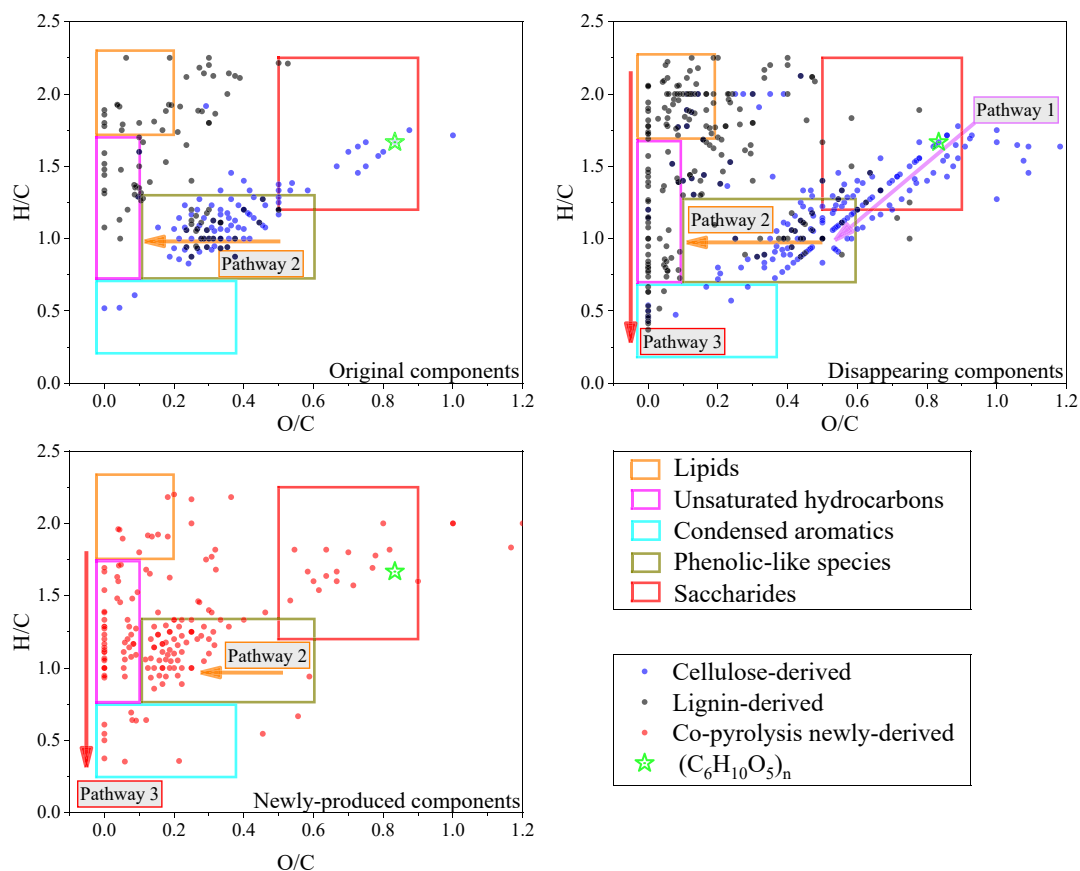 2.5
2.0
1.5
1.0
0.5
0.0
H/C
Pathway 2
Original components
0.0 0.2 0.4 0.6 0.8 1.0 1.2
O/C
2.5
2.0
1.5
1.0
0.5
0.0
H/C
Pathway 1
Pathway 2
Pathway 3
Disappearing components
0.0 0.2 0.4 0.6 0.8 1.0 1.2
O/C
2.5
2.0
1.5
1.0
0.5
0.0
H/C
Pathway 2
Pathway 3
Newly-produced components
0.0 0.2 0.4 0.6 0.8 1.0 1.2
O/C
Lipids
Unsaturated hydrocarbons
Condensed aromatics
Phenolic-like species
Saccharides
Cellulose-derived
Lignin-derived
Co-pyrolysis newly-derived
(C₆H₁₀O₅)ₙ